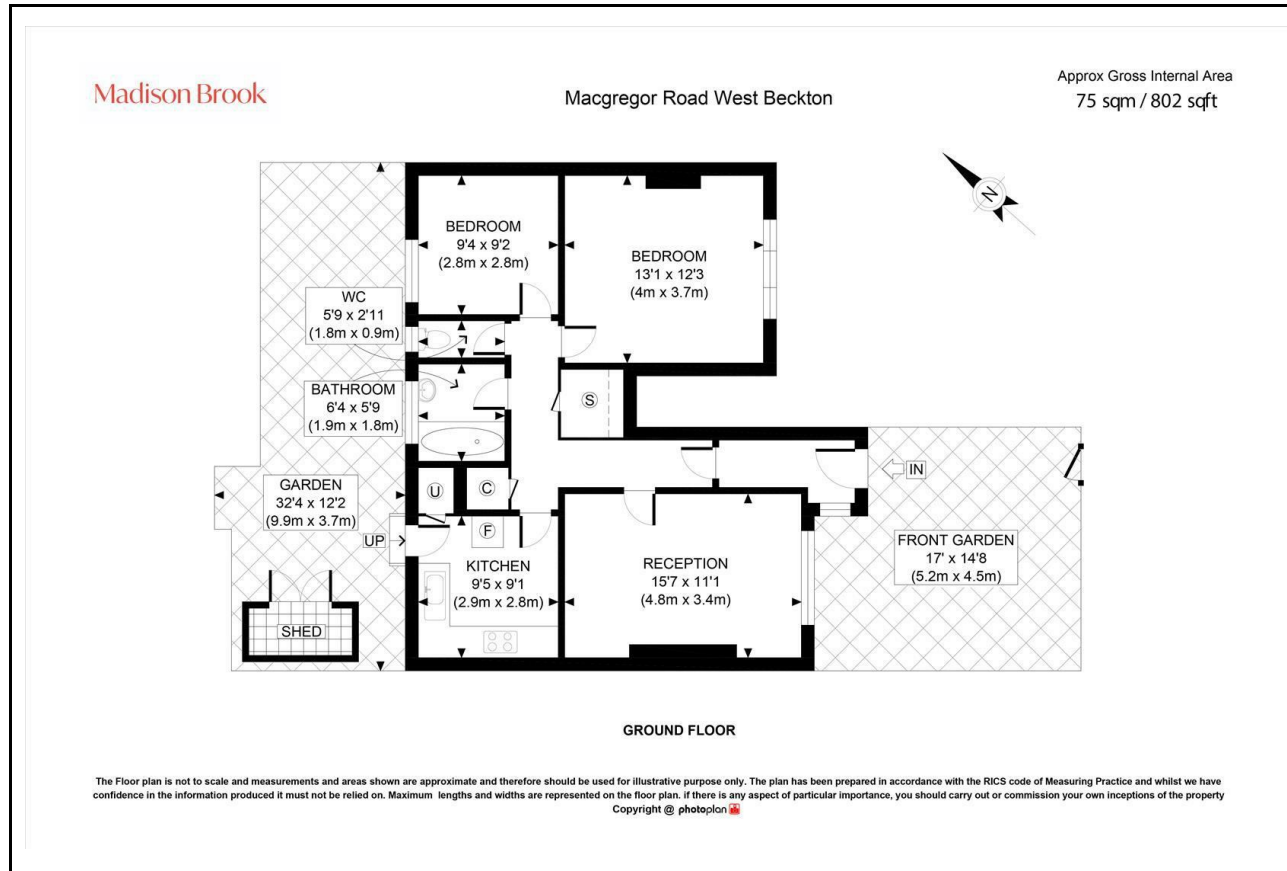 Madison Brook
Macgregor Road West Beckton
Approx Gross Internal Area
75 sqm / 802 sqft
N
BEDROOM
9'4 x 9'2
(2.8m x 2.8m)
BEDROOM
13'1 x 12'3
(4m x 3.7m)
WC
5'9 x 2'11
(1.8m x 0.9m)
BATHROOM
6'4 x 5'9
(1.9m x 1.8m)
S
IN
GARDEN
32'4 x 12'2
(9.9m x 3.7m)
U
C
UP
F
KITCHEN
9'5 x 9'1
(2.9m x 2.8m)
RECEPTION
15'7 x 11'1
(4.8m x 3.4m)
FRONT GARDEN
17' x 14'8
(5.2m x 4.5m)
SHED
GROUND FLOOR
The Floor plan is not to scale and measurements and areas shown are approximate and therefore should be used for illustrative purpose only. The plan has been prepared in accordance with the RICS code of Measuring Practice and whilst we have
confidence in the information produced it must not be relied on. Maximum lengths and widths are represented on the floor plan. if there is any aspect of particular importance, you should carry out or commission your own inceptions of the property
Copyright @ photoplan